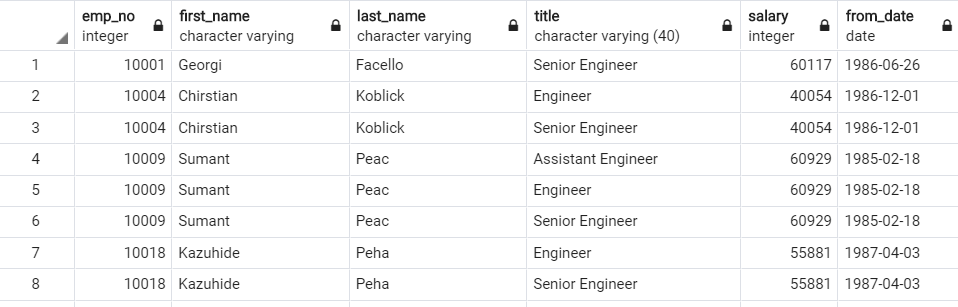 emp_no first_name last_name title salary from_date
integer character varying character varying character varying (40) integer date
1 10001 Georgi Facello Senior Engineer 60117 1986-06-26
2 10004 Chirstian Koblick Engineer 40054 1986-12-01
3 10004 Chirstian Koblick Senior Engineer 40054 1986-12-01
4 10009 Sumant Peac Assistant Engineer 60929 1985-02-18
5 10009 Sumant Peac Engineer 60929 1985-02-18
6 10009 Sumant Peac Senior Engineer 60929 1985-02-18
7 10018 Kazuhide Peha Engineer 55881 1987-04-03
8 10018 Kazuhide Peha Senior Engineer 55881 1987-04-03